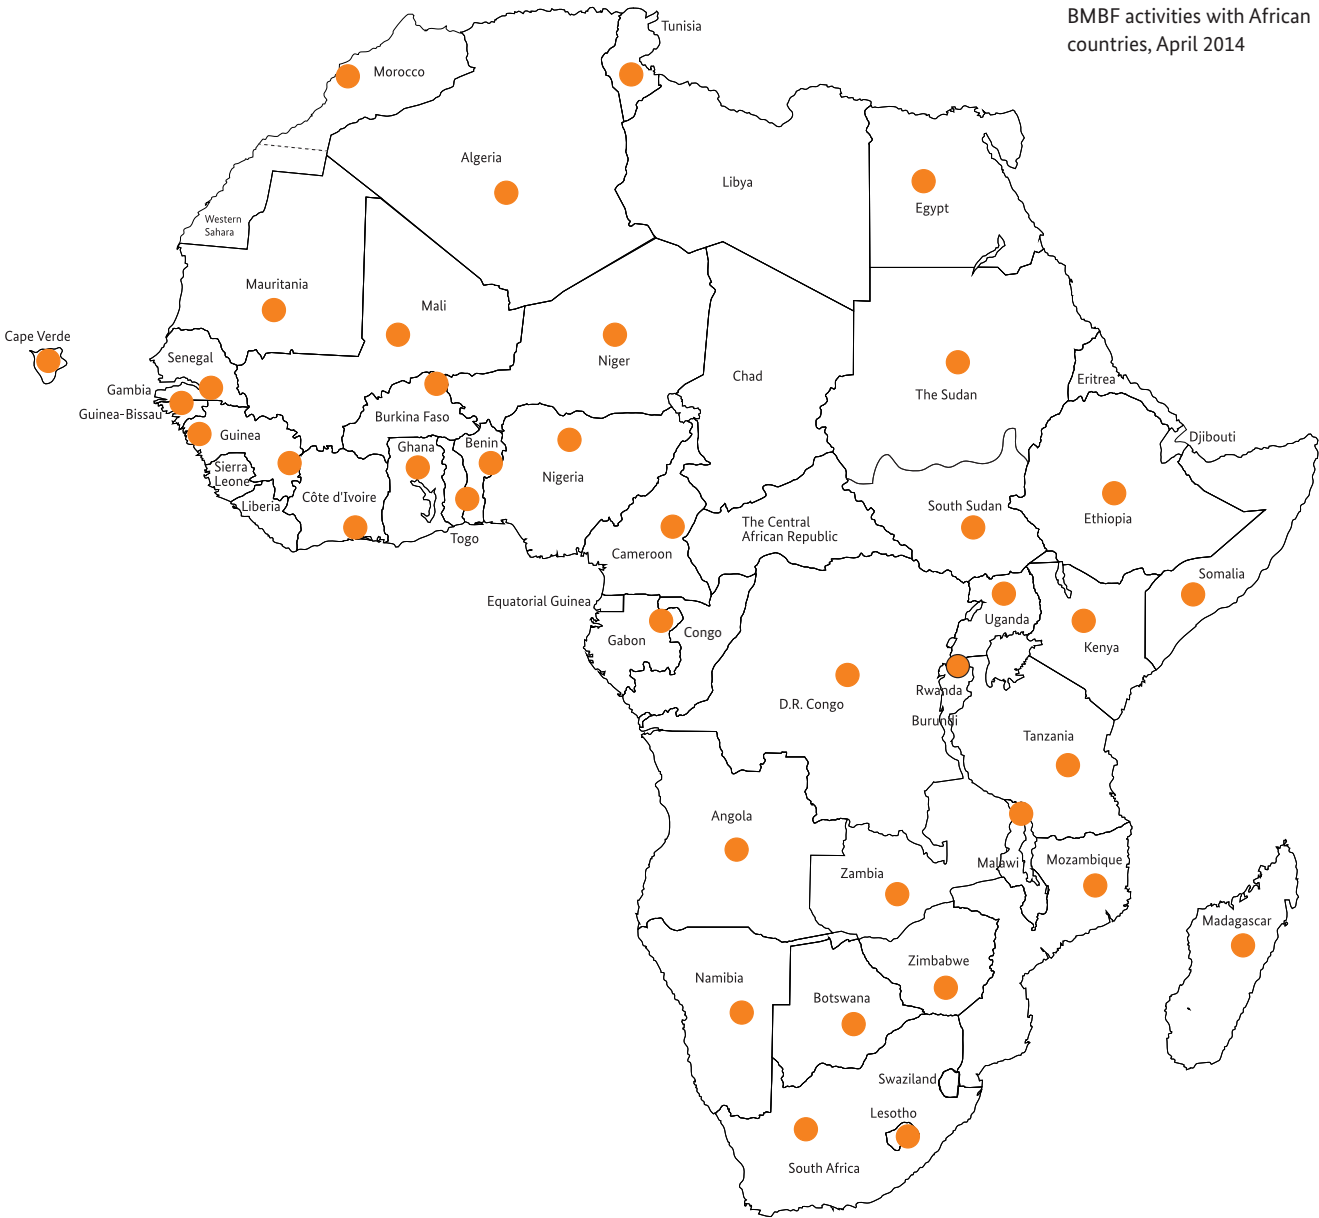 BMBF activities with African
countries, April 2014
Tunisia
Morocco
Algeria
Libya
Egypt
Western
Sahara
Mauritania
Mali
Niger
Chad
The Sudan
Eritrea
Cape Verde
Senegal
Gambia
Guinea-Bissau
Guinea
Burkina Faso
Djibouti
Sierra
Leone
Liberia
Côte d'Ivoire
Ghana
Benin
Togo
Nigeria
Cameroon
The Central
African Republic
South Sudan
Ethiopia
Somalia
Equatorial Guinea
Gabon
Congo
Uganda
Kenya
D.R. Congo
Rwanda
Burundi
Tanzania
Angola
Zambia
Malawi
Mozambique
Madagascar
Namibia
Botswana
Zimbabwe
Swaziland
Lesotho
South Africa